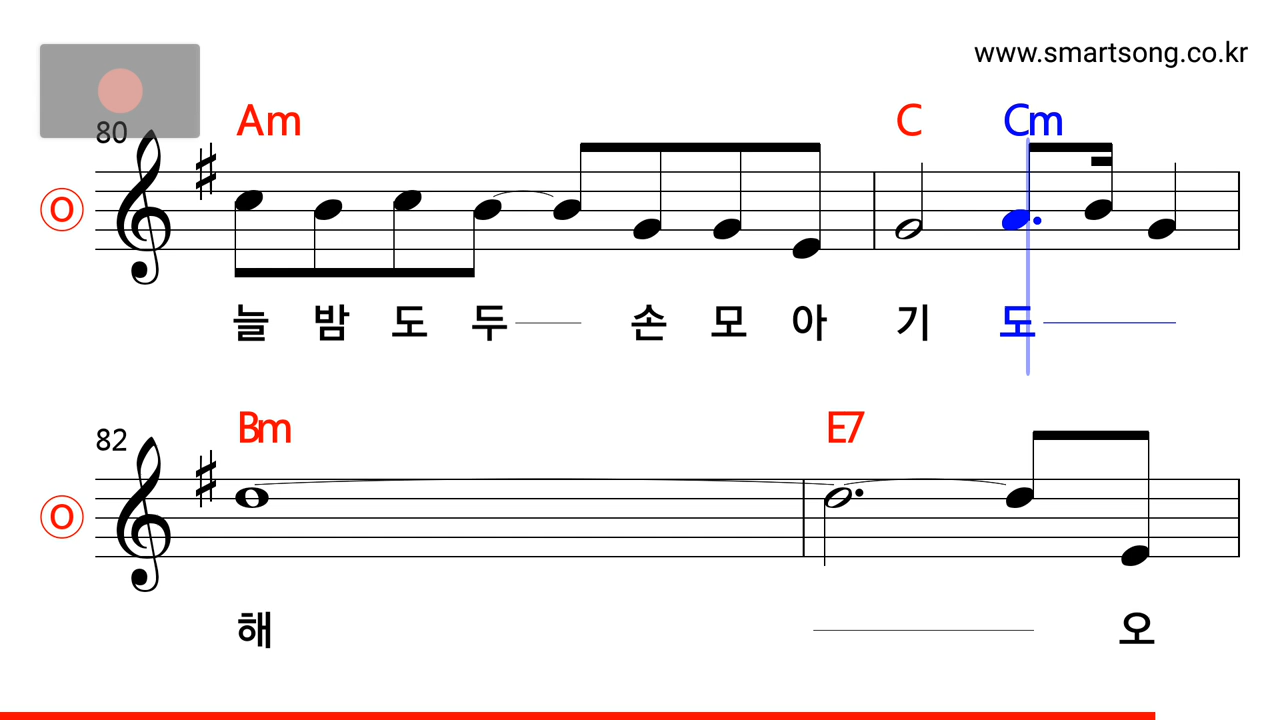 www.smartsong.co.kr
80 Am C Cm
O
늘 밤 도 두 손 모 아 기 도
82 Bm E7
O
해 오